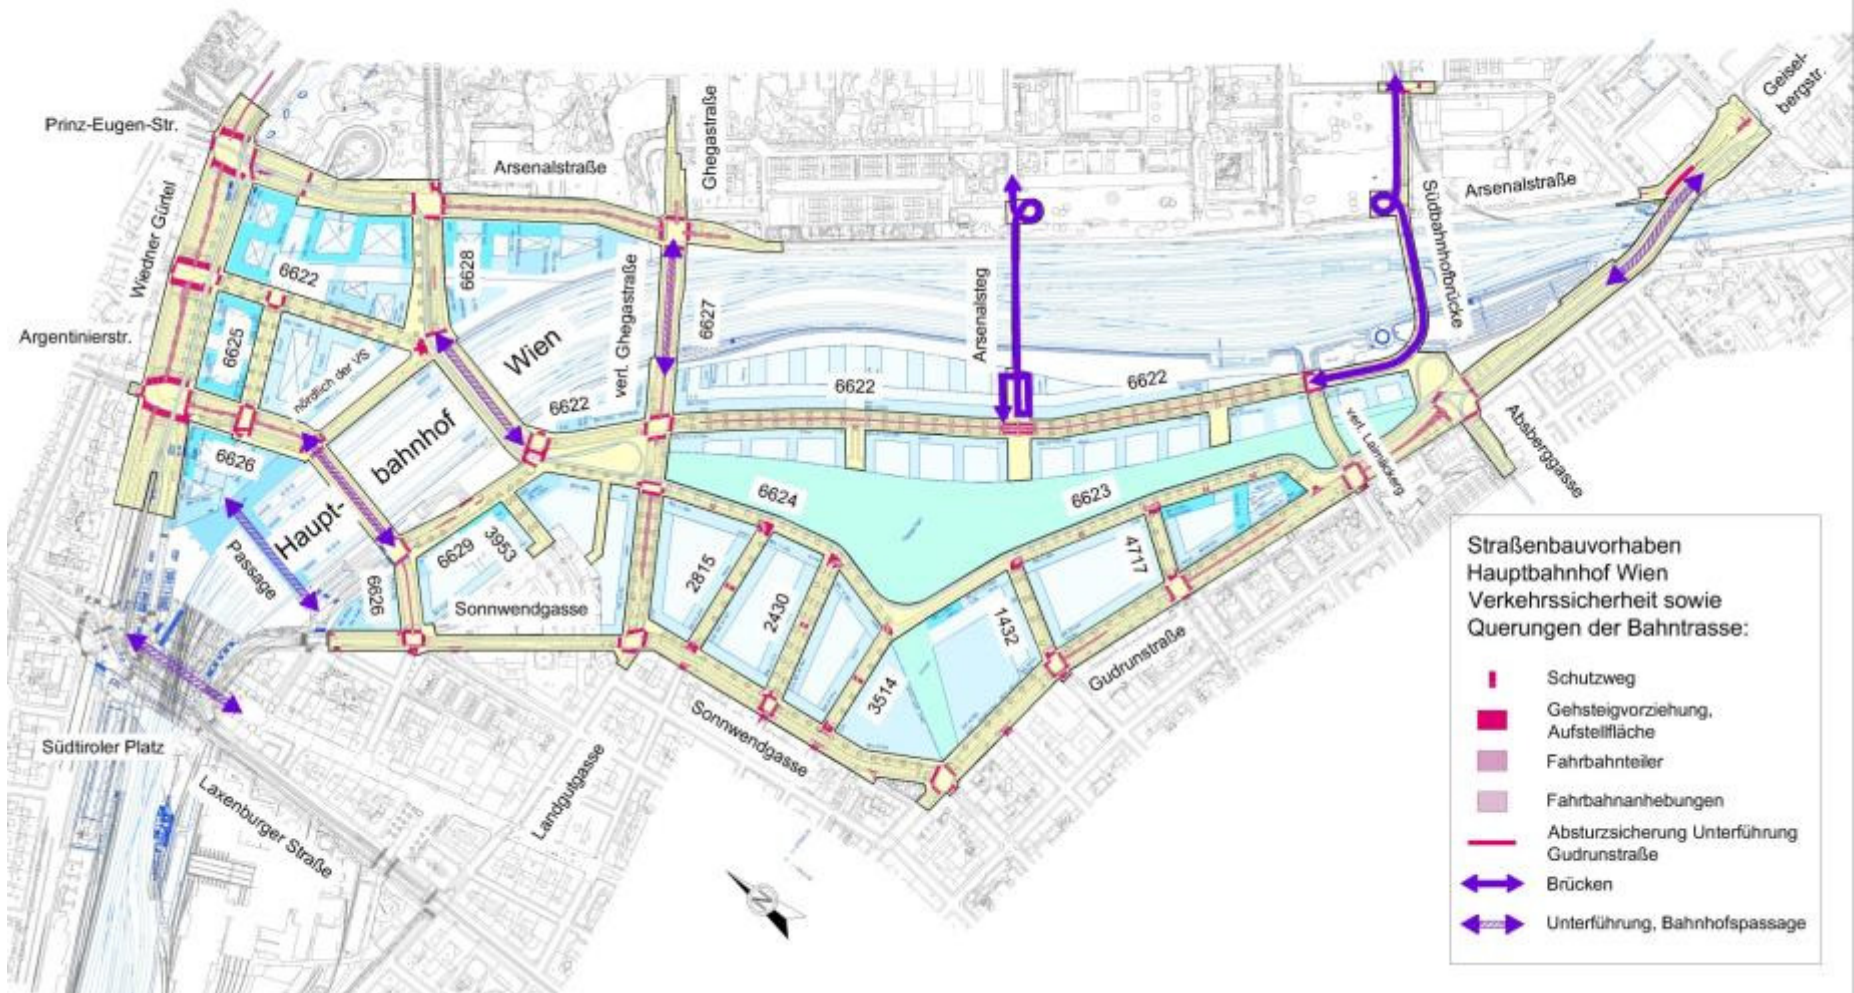 Prinz-Eugen-Str.
Wiedner Gürtel
Argentinierstr.
Arsenalstraße
Ghegastraße
Geisel-
bergstr.
Arsenalstraße
Südbahnhofbrücke
6622
6628
6625
nördlich der VS
verl. Ghegastraße
6627
Arsenalsteg
Wien
6622
6622
6622
bahnhof
Haupt-
6626
Passage
6626
6629
3953
Sonnwendgasse
6624
6623
verl. Laimäckerg.
Absberggasse
2815
2430
3514
1432
4717
Gudrunstraße
Sonnwendgasse
Südtiroler Platz
Laxenburger Straße
Landgutgasse
N
Straßenbauvorhaben
Hauptbahnhof Wien
Verkehrssicherheit sowie
Querungen der Bahntrasse:
Schutzweg
Gehsteigvorziehung,
Aufstellfläche
Fahrbahnteiler
Fahrbahnanhebungen
Absturzsicherung Unterführung
Gudrunstraße
Brücken
Unterführung, Bahnhofspassage